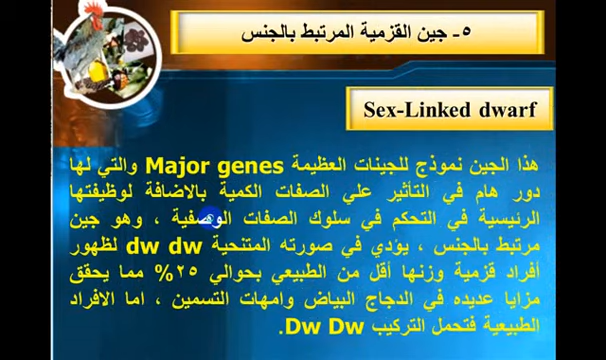 ٥- جين القزمية المرتبط بالجنس
Sex-Linked dwarf
هذا الجين نموذج للجينات العظيمة Major genes والتي لها
دور هام في التأثير علي الصفات الكمية بالاضافة لوظيفتها
الرئيسية في التحكم في سلوك الصفات الوصفية ، وهو جين
مرتبط بالجنس ، يؤدي في صورته المتنحية dw dw لظهور
أفراد قزمية وزنها أقل من الطبيعي بحوالي ٢٥% مما يحقق
مزايا عديده في الدجاج البياض وامهات التسمين ، اما الافراد
الطبيعية فتحمل التركيب Dw Dw.